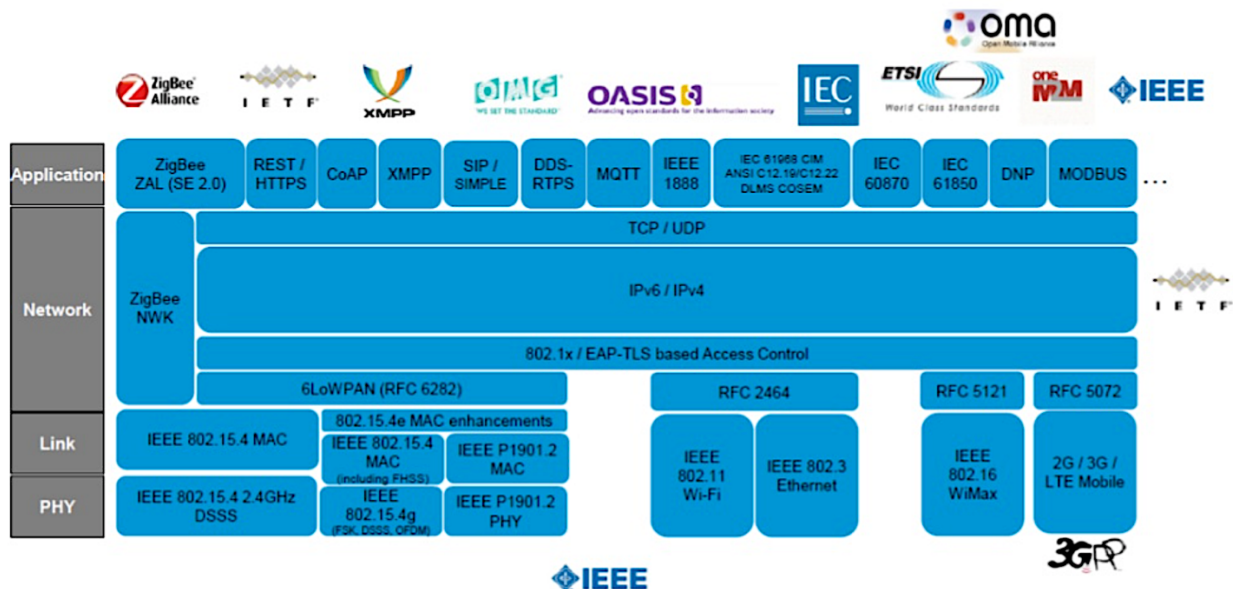 oma
Open Mobile Alliance
ZigBee®
Alliance
I E T F®
XMPP
OMG
WE SET THE STANDARD
OASIS
Advancing open standards for the information society
IEC
ETSI
World Class Standards
one
M2M
IEEE
Application
ZigBee
ZAL (SE 2.0)
REST /
HTTPS
CoAP
XMPP
SIP /
SIMPLE
DDS-
RTPS
MQTT
IEEE
1888
IEC 61968 CIM
ANSI C12.19/C12.22
DLMS COSEM
IEC
60870
IEC
61850
DNP
MODBUS
...
Network
ZigBee
NWK
TCP / UDP
IPv6 / IPv4
802.1x / EAP-TLS based Access Control
6LoWPAN (RFC 6282)
RFC 2464
RFC 5121
RFC 5072
I E T F®
Link
IEEE 802.15.4 MAC
802.15.4e MAC enhancements
IEEE 802.15.4
MAC
(including FHSS)
IEEE P1901.2
MAC
IEEE
802.11
Wi-Fi
IEEE 802.3
Ethernet
IEEE
802.16
WiMax
2G / 3G /
LTE Mobile
PHY
IEEE 802.15.4 2.4GHz
DSSS
IEEE
802.15.4g
(FSK, DSSS, OFDM)
IEEE P1901.2
PHY
3GPP
IEEE